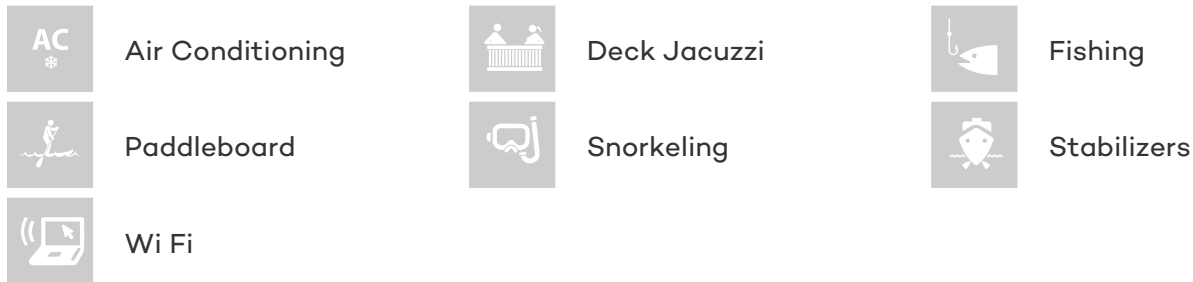 AC
Air Conditioning
Deck Jacuzzi
Fishing
Paddleboard
Snorkeling
Stabilizers
Wi Fi